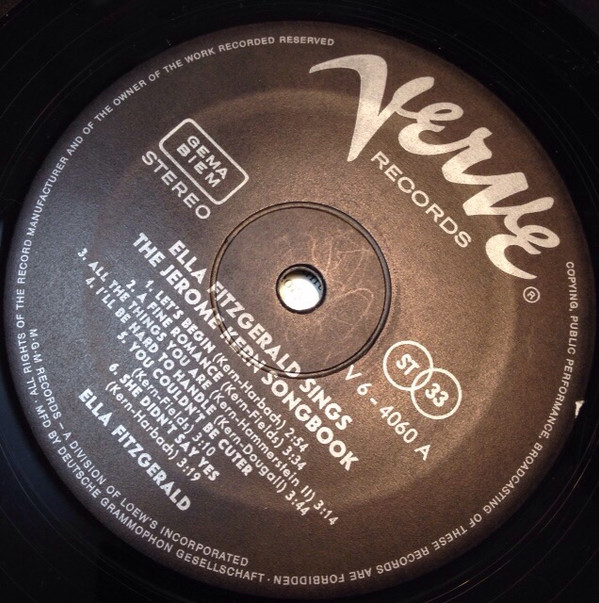 Verve
RECORDS
®
GEMA
BIEM
STEREO
ELLA FITZGERALD SINGS
THE JEROME KERN SONGBOOK
V 6 - 4060 A
ST 33
1. LET'S BEGIN (Kern-Harbach) 2:54
2. A FINE ROMANCE (Kern-Fields) 3:34
3. ALL THE THINGS YOU ARE (Kern-Hammerstein II) 3:14
4. I'LL BE HARD TO HANDLE (Kern-Dougall) 3:44
5. YOU COULDN'T BE CUTER
(Kern-Fields) 3:10
6. SHE DIDN'T SAY YES
(Kern-Harbach) 3:19
ELLA FITZGERALD
M-G-M RECORDS – A DIVISION OF LOEW'S INCORPORATED
MFD BY DEUTSCHE GRAMMOPHON GESELLSCHAFT · ALL RIGHTS OF THE RECORD MANUFACTURER AND OF THE OWNER OF THE WORK RECORDED RESERVED
COPYING, PUBLIC PERFORMANCE, BROADCASTING OF THESE RECORDS ARE FORBIDDEN